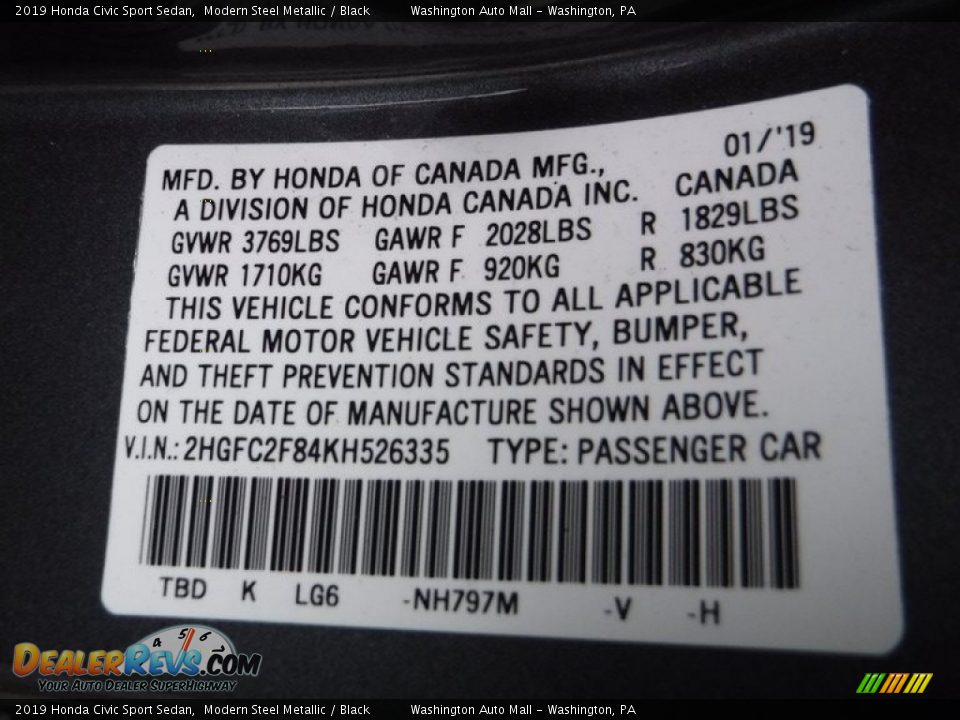 2019 Honda Civic Sport Sedan, Modern Steel Metallic / Black Washington Auto Mall - Washington, PA
01/'19
MFD. BY HONDA OF CANADA MFG.,
A DIVISION OF HONDA CANADA INC. CANADA
GVWR 3769LBS GAWR F 2028LBS R 1829LBS
GVWR 1710KG GAWR F 920KG R 830KG
THIS VEHICLE CONFORMS TO ALL APPLICABLE
FEDERAL MOTOR VEHICLE SAFETY, BUMPER,
AND THEFT PREVENTION STANDARDS IN EFFECT
ON THE DATE OF MANUFACTURE SHOWN ABOVE.
V.I.N.: 2HGFC2F84KH526335 TYPE: PASSENGER CAR
TBD K LG6 -NH797M -V -H
4 5 6
DEALERREVS.COM
YOUR AUTO DEALER SUPERHIGHWAY
2019 Honda Civic Sport Sedan, Modern Steel Metallic / Black Washington Auto Mall - Washington, PA